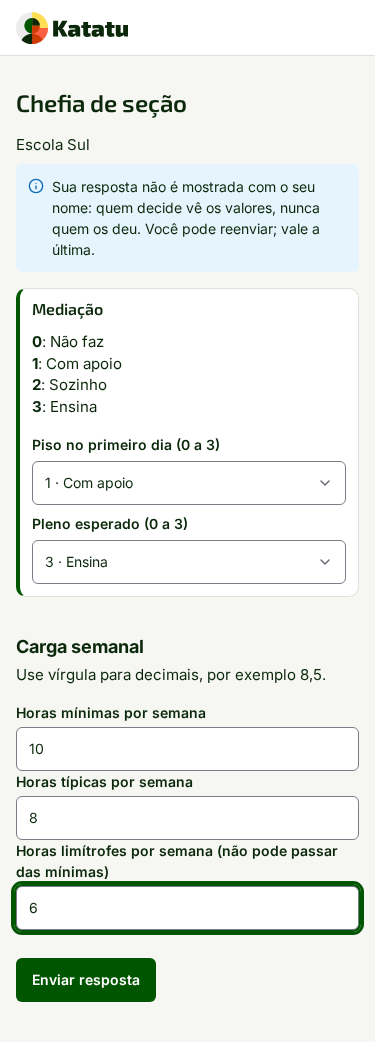 Katatu
Chefia de seção
Escola Sul
Sua resposta não é mostrada com o seu
nome: quem decide vê os valores, nunca
quem os deu. Você pode reenviar; vale a
última.
Mediação
0: Não faz
1: Com apoio
2: Sozinho
3: Ensina
Piso no primeiro dia (0 a 3)
1 · Com apoio
Pleno esperado (0 a 3)
3 · Ensina
Carga semanal
Use vírgula para decimais, por exemplo 8,5.
Horas mínimas por semana
10
Horas típicas por semana
8
Horas limítrofes por semana (não pode passar
das mínimas)
6
Enviar resposta